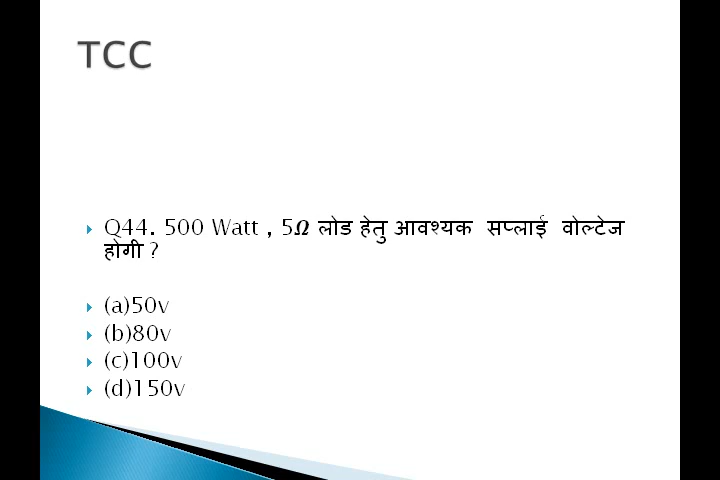 TCC
Q44. 500 Watt , 5Ω लोड हेतु आवश्यक सप्लाई वोल्टेज
होगी ?
(a)50v
(b)80v
(c)100v
(d)150v